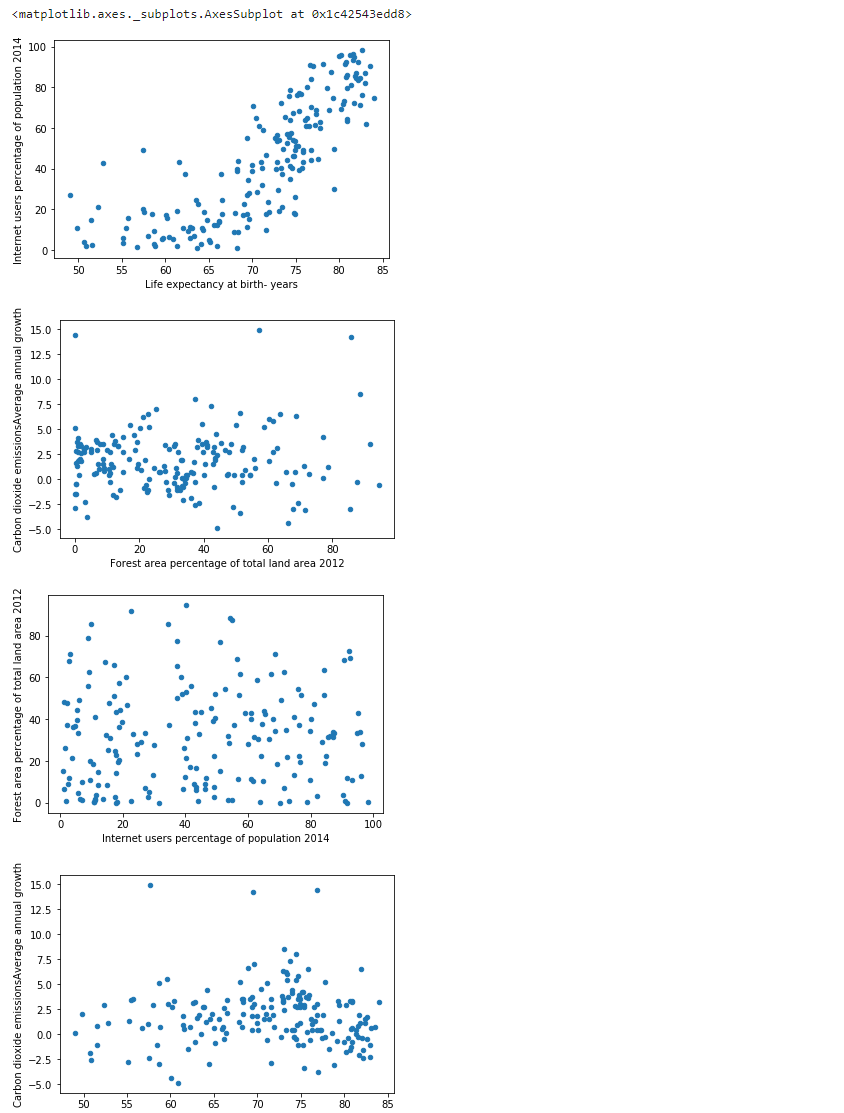 <matplotlib.axes._subplots.AxesSubplot at 0x1c42543edd8>
Internet users percentage of population 2014
100
80
60
40
20
0
50 55 60 65 70 75 80 85
Life expectancy at birth- years
Carbon dioxide emissionsAverage annual growth
15.0
12.5
10.0
7.5
5.0
2.5
0.0
−2.5
−5.0
0 20 40 60 80
Forest area percentage of total land area 2012
Forest area percentage of total land area 2012
80
60
40
20
0
0 20 40 60 80 100
Internet users percentage of population 2014
Carbon dioxide emissionsAverage annual growth
15.0
12.5
10.0
7.5
5.0
2.5
0.0
−2.5
−5.0
50 55 60 65 70 75 80 85